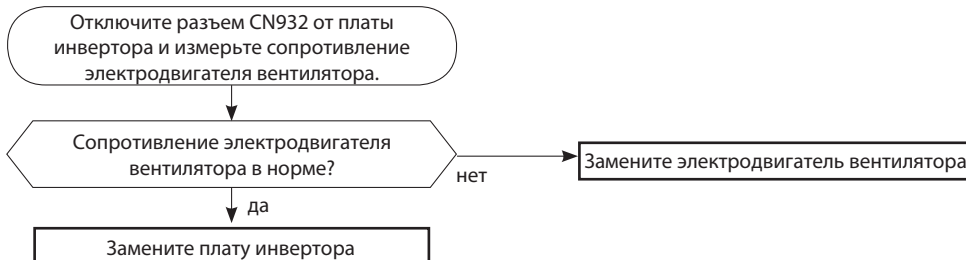 Отключите разъем CN932 от платы
инвертора и измерьте сопротивление
электродвигателя вентилятора.
Сопротивление электродвигателя
вентилятора в норме?
нет
Замените электродвигатель вентилятора
да
Замените плату инвертора